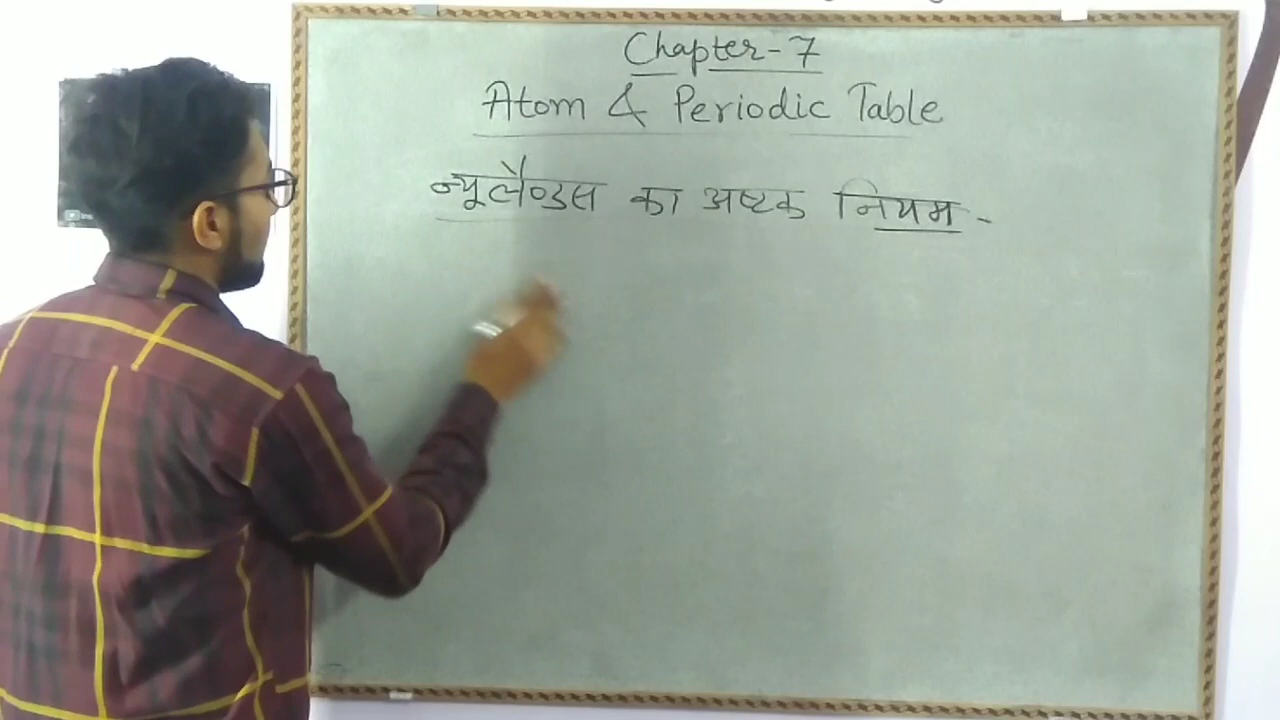 Chapter-7
Atom & Periodic Table
न्यूलैण्डस का अष्टक नियम -